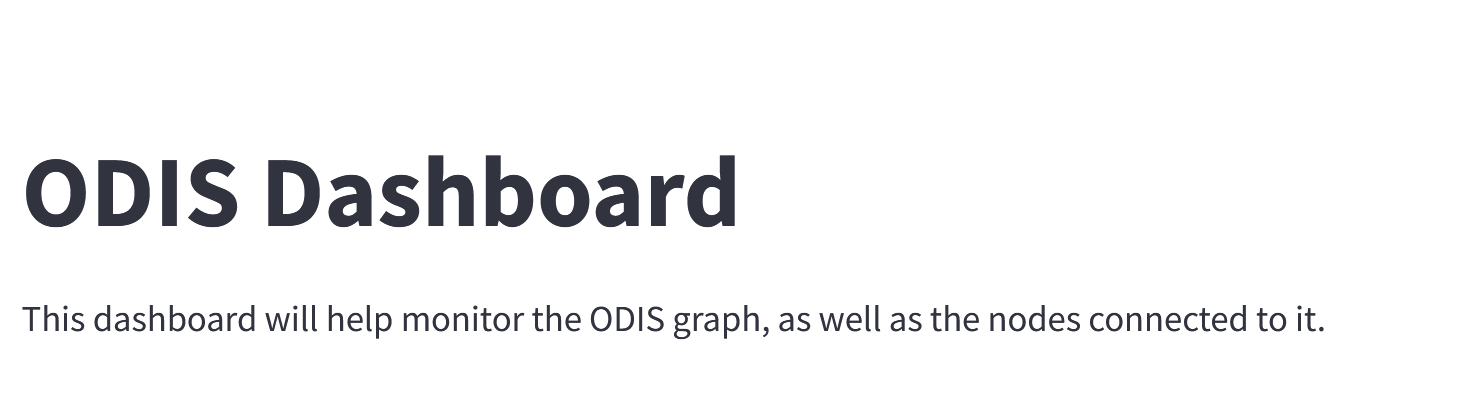 ODIS Dashboard
This dashboard will help monitor the ODIS graph, as well as the nodes connected to it.